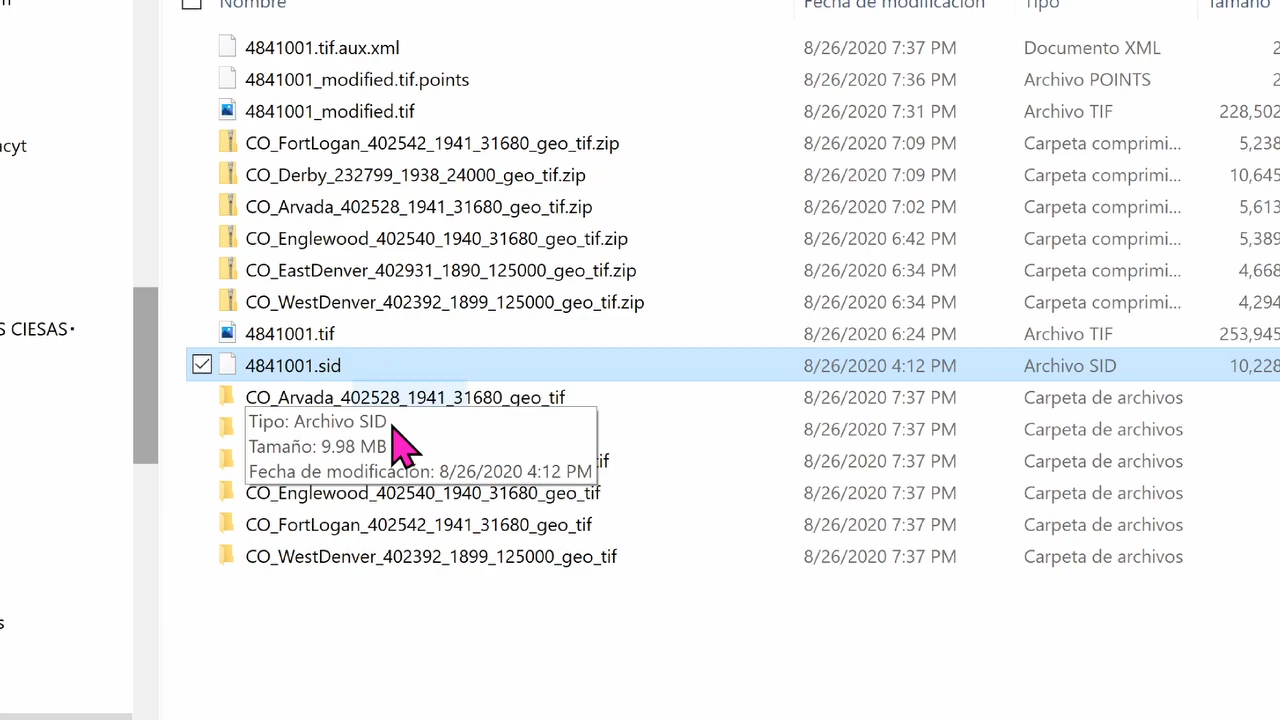 Nombre Fecha de modificación Tipo Tamaño
4841001.tif.aux.xml 8/26/2020 7:37 PM Documento XML 2
4841001_modified.tif.points 8/26/2020 7:36 PM Archivo POINTS 2
4841001_modified.tif 8/26/2020 7:31 PM Archivo TIF 228,502
acyt CO_FortLogan_402542_1941_31680_geo_tif.zip 8/26/2020 7:09 PM Carpeta comprimi... 5,238
CO_Derby_232799_1938_24000_geo_tif.zip 8/26/2020 7:09 PM Carpeta comprimi... 10,645
CO_Arvada_402528_1941_31680_geo_tif.zip 8/26/2020 7:02 PM Carpeta comprimi... 5,613
CO_Englewood_402540_1940_31680_geo_tif.zip 8/26/2020 6:42 PM Carpeta comprimi... 5,389
CO_EastDenver_402931_1890_125000_geo_tif.zip 8/26/2020 6:34 PM Carpeta comprimi... 4,668
CO_WestDenver_402392_1899_125000_geo_tif.zip 8/26/2020 6:34 PM Carpeta comprimi... 4,294
S CIESAS• 4841001.tif 8/26/2020 6:24 PM Archivo TIF 253,945
4841001.sid 8/26/2020 4:12 PM Archivo SID 10,228
CO_Arvada_402528_1941_31680_geo_tif 8/26/2020 7:37 PM Carpeta de archivos
Tipo: Archivo SID 8/26/2020 7:37 PM Carpeta de archivos
Tamaño: 9.98 MB tif 8/26/2020 7:37 PM Carpeta de archivos
Fecha de modificación: 8/26/2020 4:12 PM
CO_Englewood_402540_1940_31680_geo_tif 8/26/2020 7:37 PM Carpeta de archivos
CO_FortLogan_402542_1941_31680_geo_tif 8/26/2020 7:37 PM Carpeta de archivos
CO_WestDenver_402392_1899_125000_geo_tif 8/26/2020 7:37 PM Carpeta de archivos
s